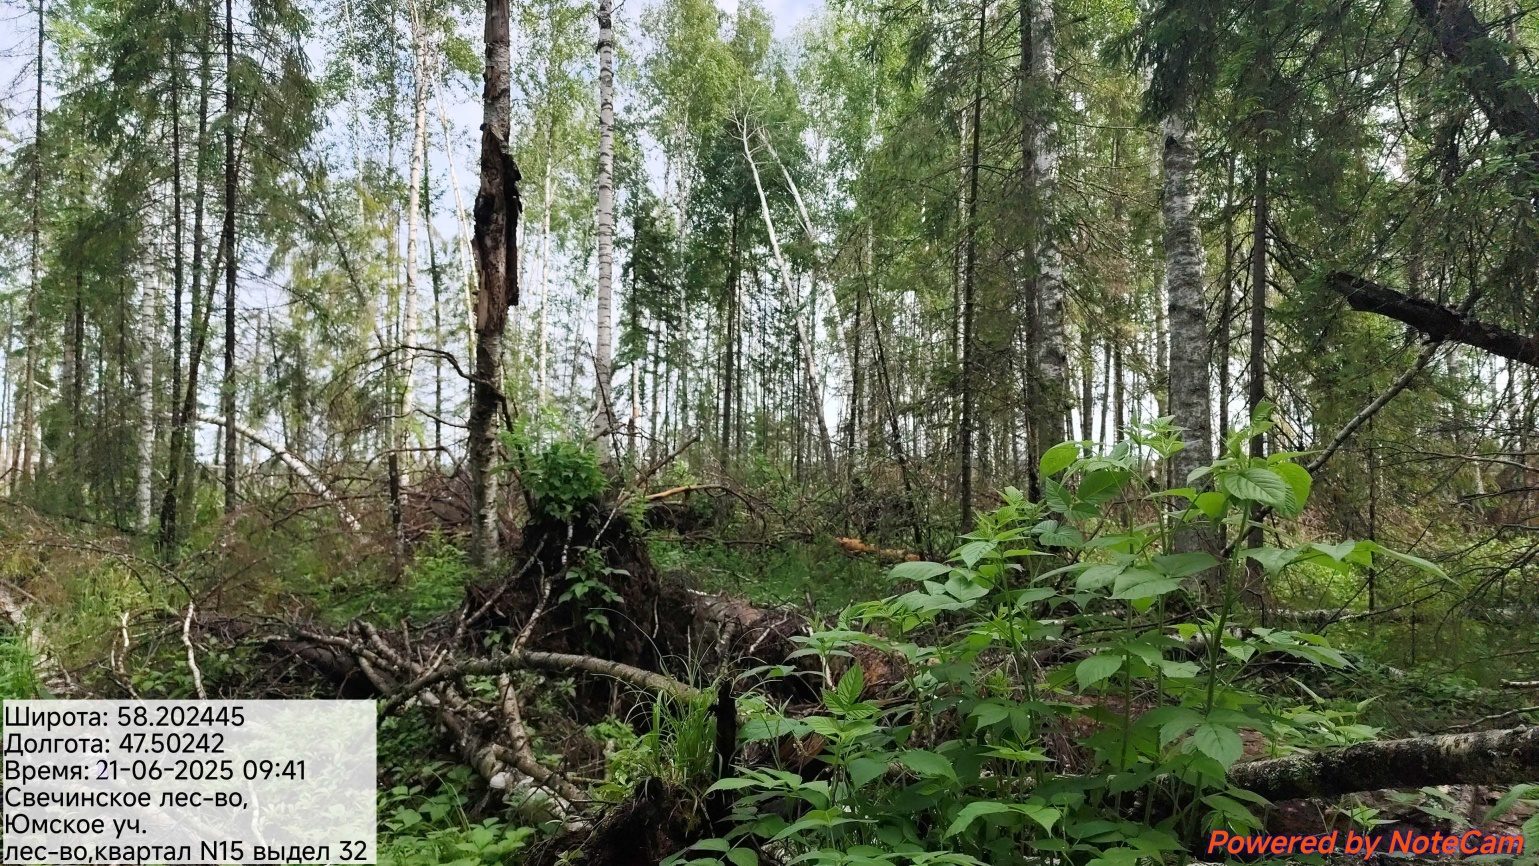 Широта: 58.202445
Долгота: 47.50242
Время: 21-06-2025 09:41
Свечинское лес-во,
Юмское уч.
лес-во,квартал N15 выдел 32
Powered by NoteCam